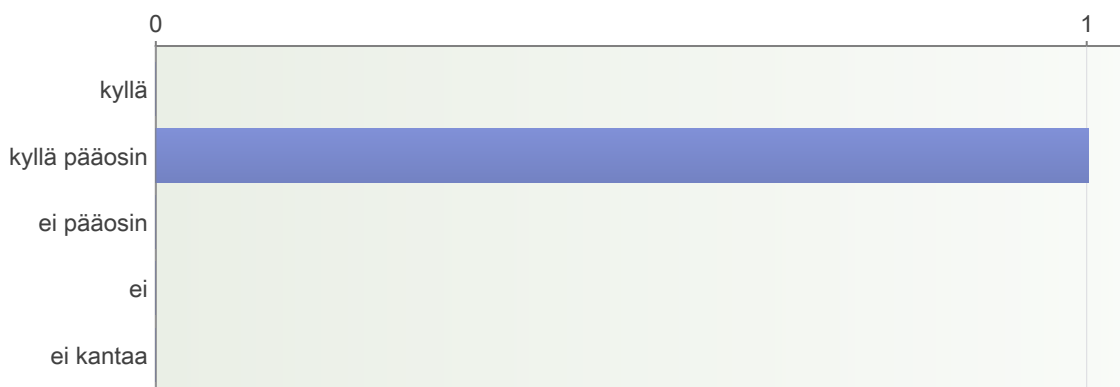 0 1
kyllä
kyllä pääosin
ei pääosin
ei
ei kantaa